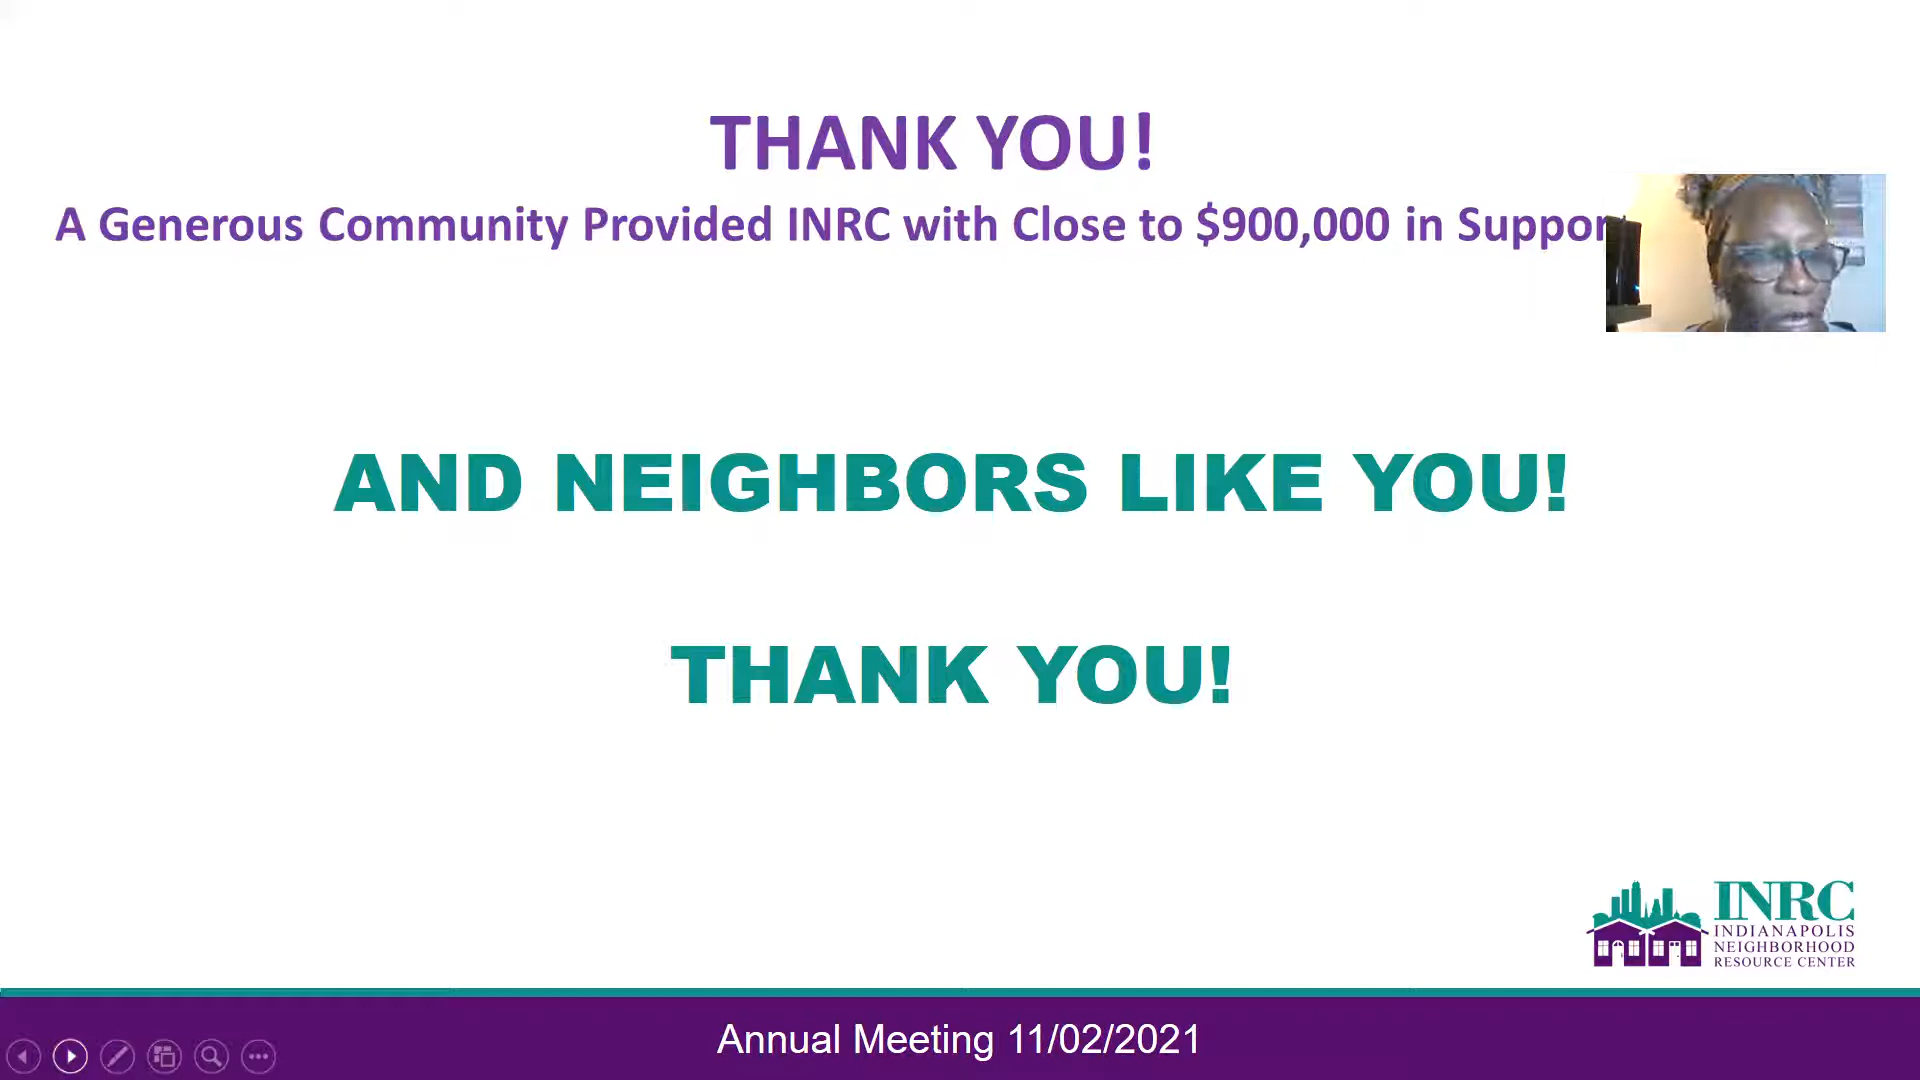 THANK YOU!
A Generous Community Provided INRC with Close to $900,000 in Support
AND NEIGHBORS LIKE YOU!
THANK YOU!
INRC
INDIANAPOLIS
NEIGHBORHOOD
RESOURCE CENTER
Annual Meeting 11/02/2021